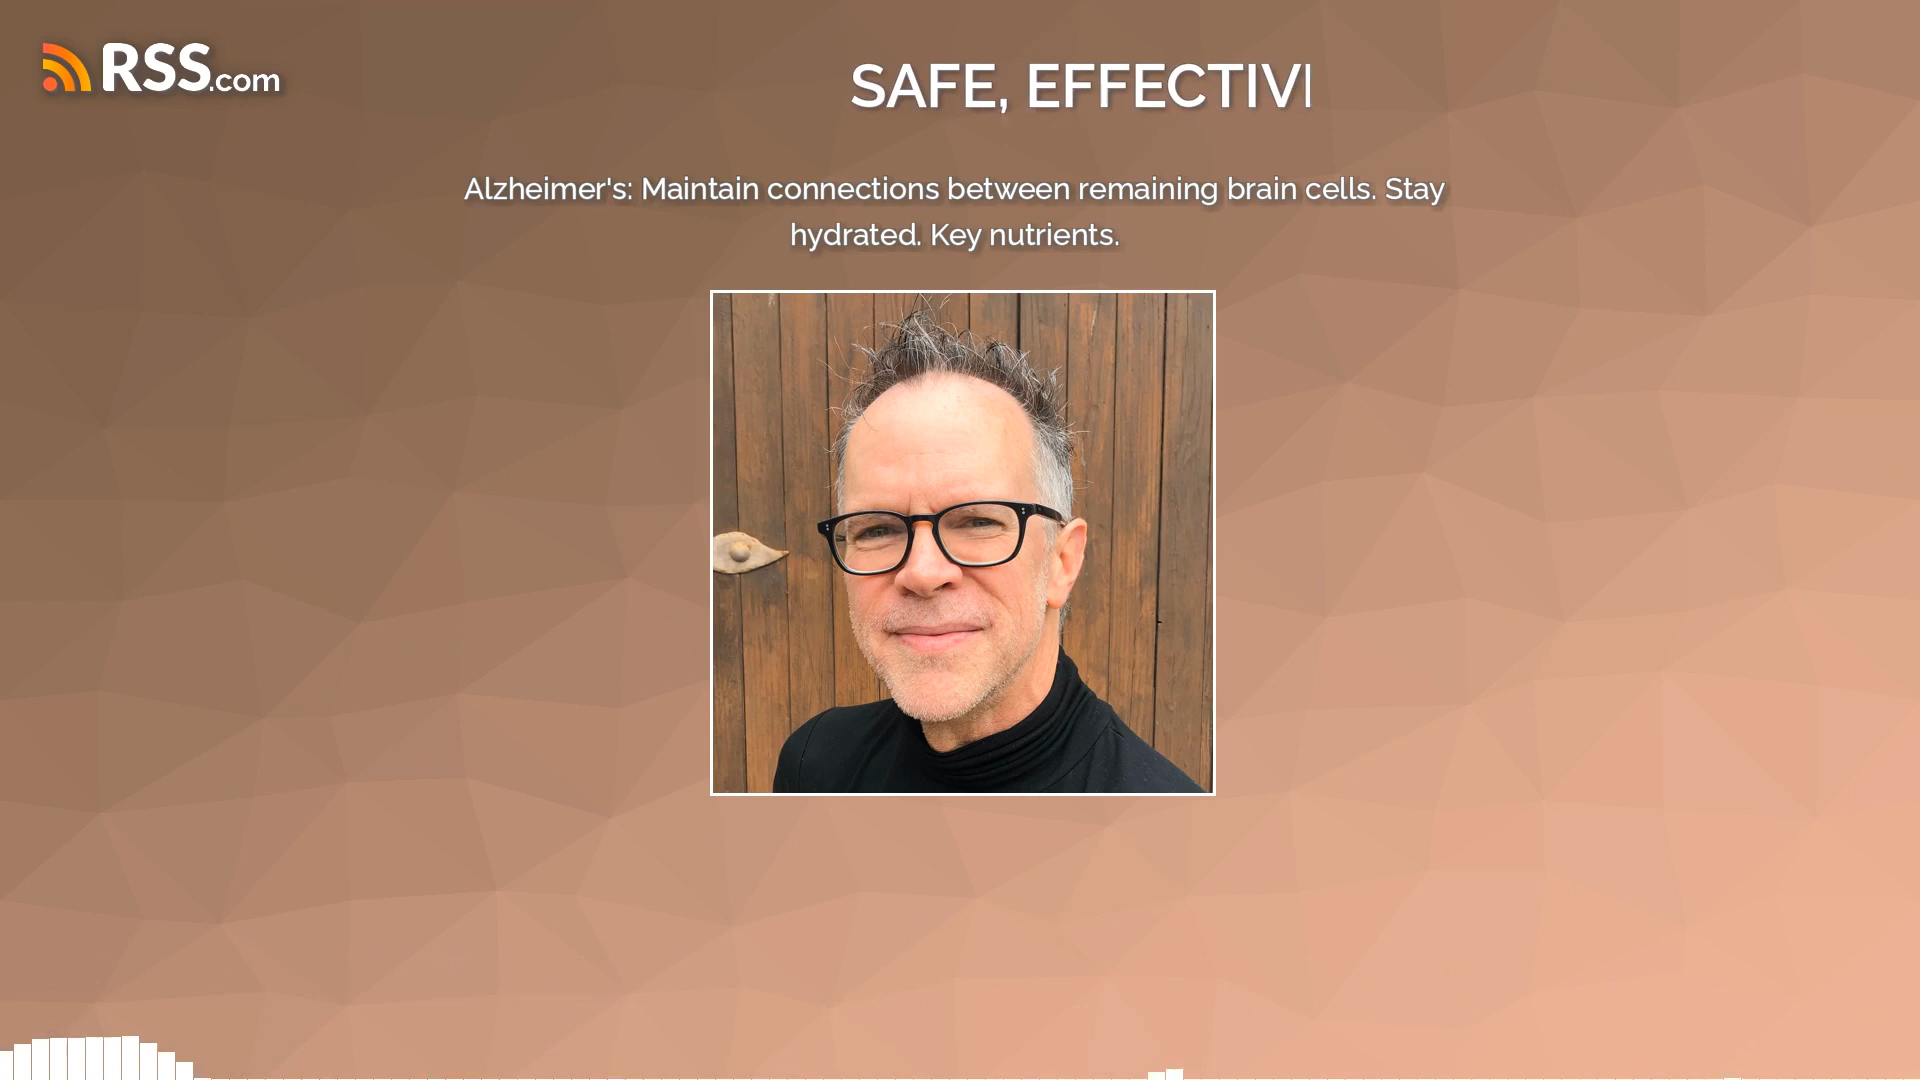 RSS.com
SAFE, EFFECTIV
Alzheimer's: Maintain connections between remaining brain cells. Stay
hydrated. Key nutrients.